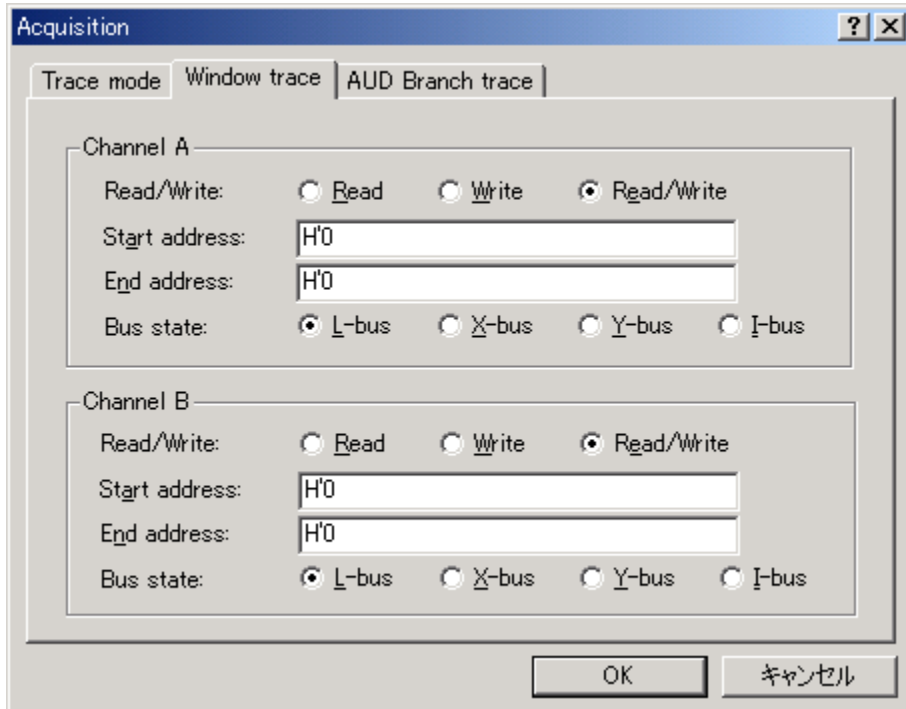 Acquisition
Trace mode Window trace AUD Branch trace
Channel A
Read/Write: Read Write Read/Write
Start address: H'0
End address: H'0
Bus state: L-bus X-bus Y-bus I-bus
Channel B
Read/Write: Read Write Read/Write
Start address: H'0
End address: H'0
Bus state: L-bus X-bus Y-bus I-bus
OK キャンセル